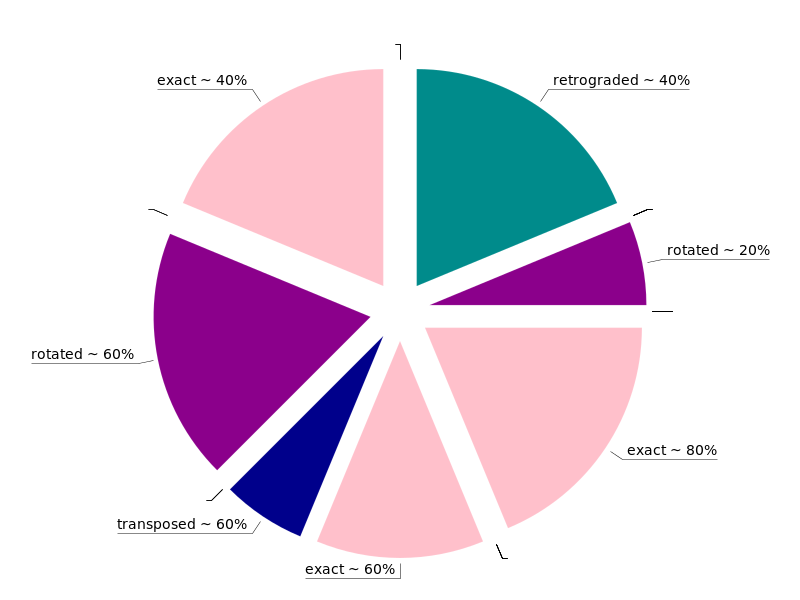 exact ~ 40%
retrograded ~ 40%
rotated ~ 20%
rotated ~ 60%
exact ~ 80%
transposed ~ 60%
exact ~ 60%